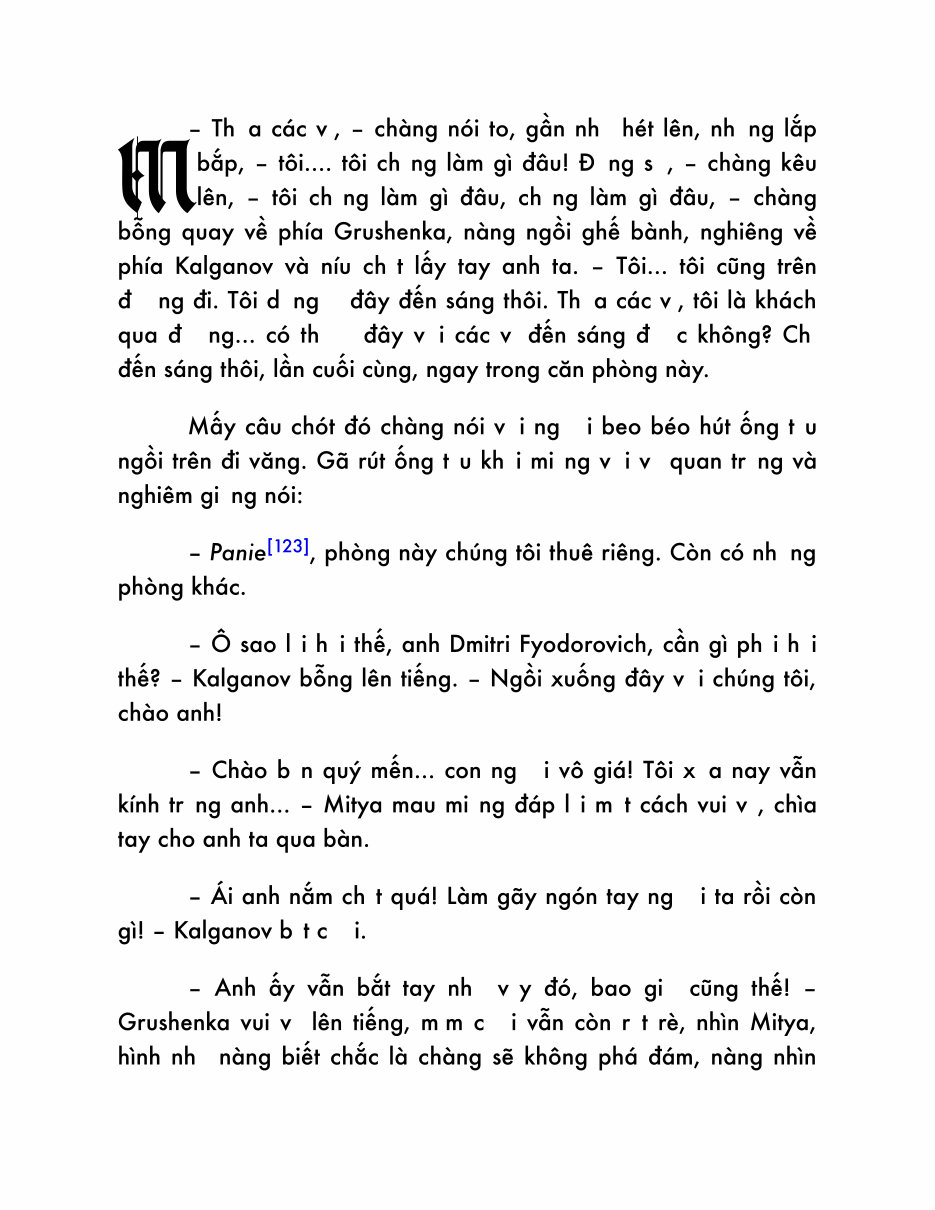 M – Th a các v , – chàng nói to, gần nh hét lên, nh ng lắp
bắp, – tôi.... tôi ch ng làm gì đâu! Đ ng s , – chàng kêu
lên, – tôi ch ng làm gì đâu, ch ng làm gì đâu, – chàng
bỗng quay về phía Grushenka, nàng ngồi ghế bành, nghiêng về
phía Kalganov và níu ch t lấy tay anh ta. – Tôi... tôi cũng trên
đ ng đi. Tôi d ng đây đến sáng thôi. Th a các v , tôi là khách
qua đ ng... có th đây v i các v đến sáng đ c không? Ch
đến sáng thôi, lần cuối cùng, ngay trong căn phòng này.
Mấy câu chót đó chàng nói v i ng i beo béo hút ống t u
ngồi trên đi văng. Gã rút ống t u kh i mi ng v i v quan tr ng và
nghiêm gi ng nói:
– Panie[123], phòng này chúng tôi thuê riêng. Còn có nh ng
phòng khác.
– Ô sao l i h i thế, anh Dmitri Fyodorovich, cần gì ph i h i
thế? – Kalganov bỗng lên tiếng. – Ngồi xuống đây v i chúng tôi,
chào anh!
– Chào b n quý mến... con ng i vô giá! Tôi x a nay vẫn
kính tr ng anh... – Mitya mau mi ng đáp l i m t cách vui v , chìa
tay cho anh ta qua bàn.
– Ái anh nắm ch t quá! Làm gãy ngón tay ng i ta rồi còn
gì! – Kalganov b t c i.
– Anh ấy vẫn bắt tay nh v y đó, bao gi cũng thế! –
Grushenka vui v lên tiếng, m m c i vẫn còn r t rè, nhìn Mitya,
hình nh nàng biết chắc là chàng sẽ không phá đám, nàng nhìn